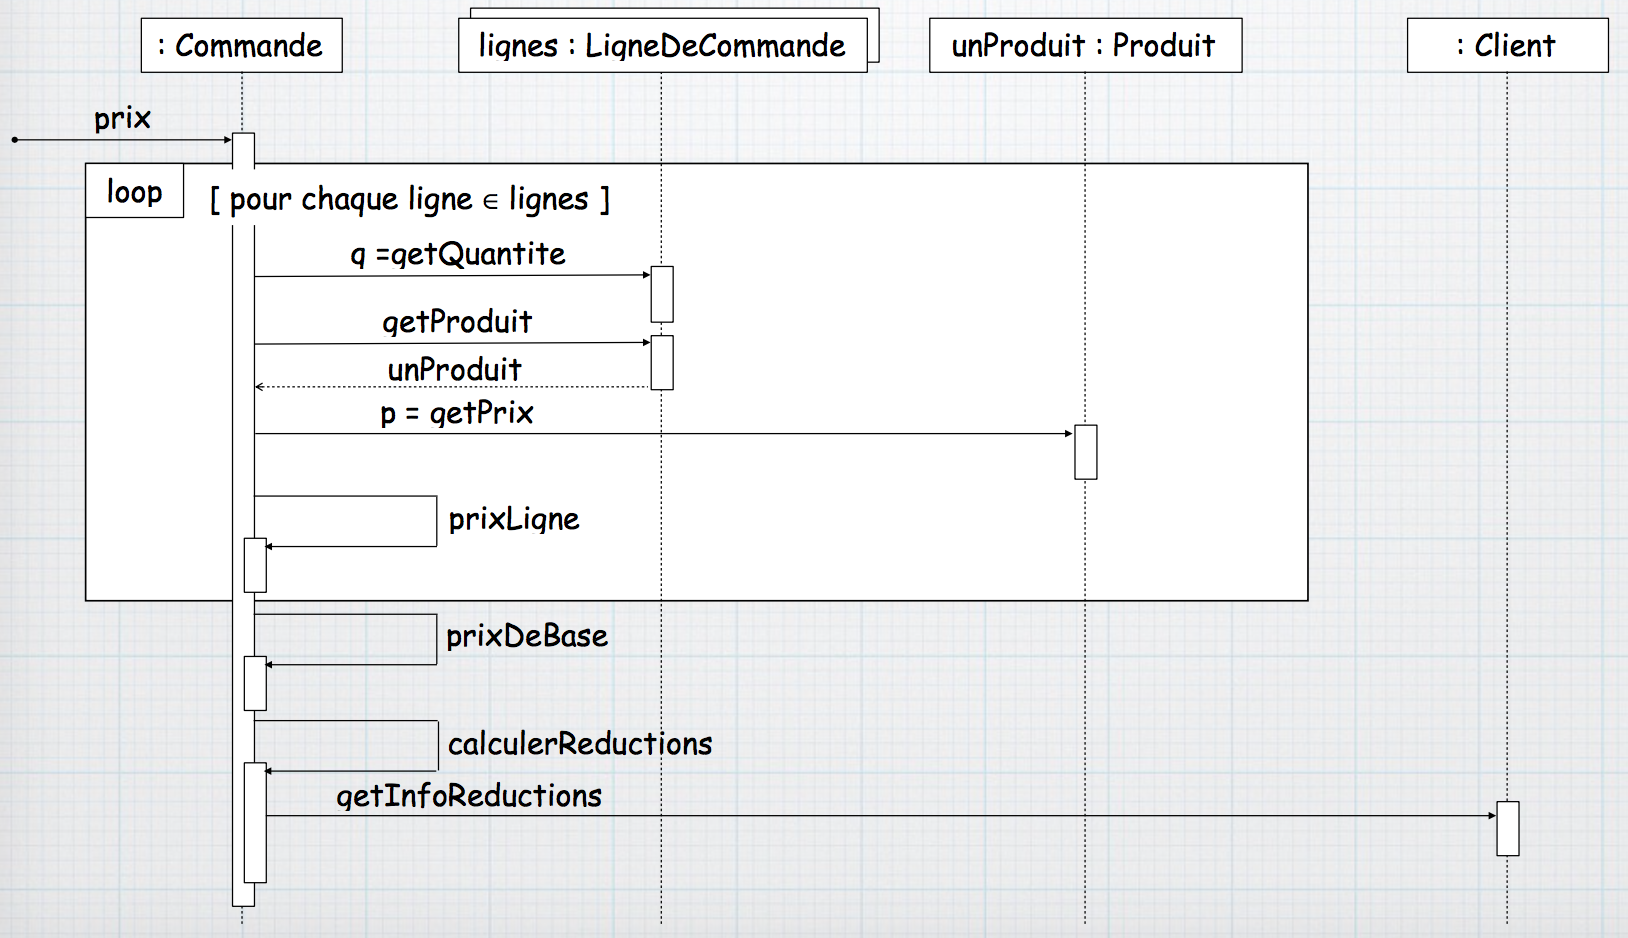 : Commande
lignes : LigneDeCommande
unProduit : Produit
: Client
prix
loop
[ pour chaque ligne ∈ lignes ]
q =getQuantite
getProduit
unProduit
p = getPrix
prixLigne
prixDeBase
calculerReductions
getInfoReductions